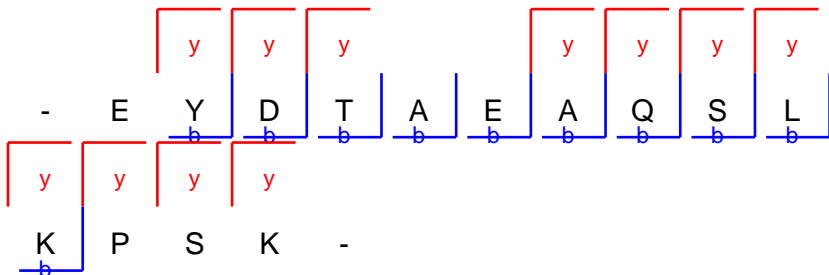 y y y y y y y
- E Y D T A E A Q S L
b b b b b b b b b
y y y y
K P S K -
b